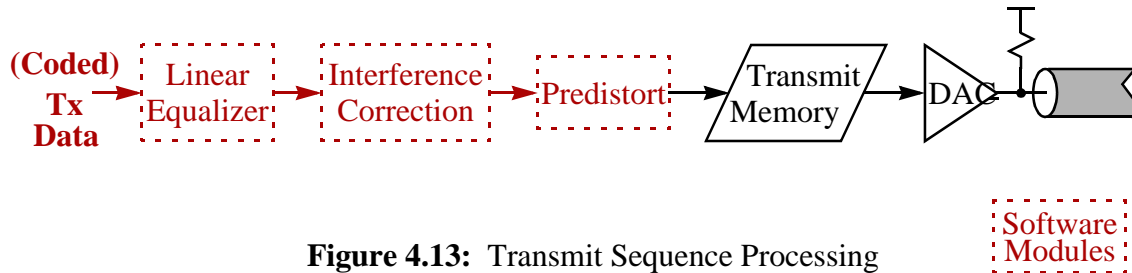 (Coded)
Tx
Data
Linear
Equalizer
Interference
Correction
Predistort
Transmit
Memory
DAC
Software
Modules
Figure 4.13: Transmit Sequence Processing